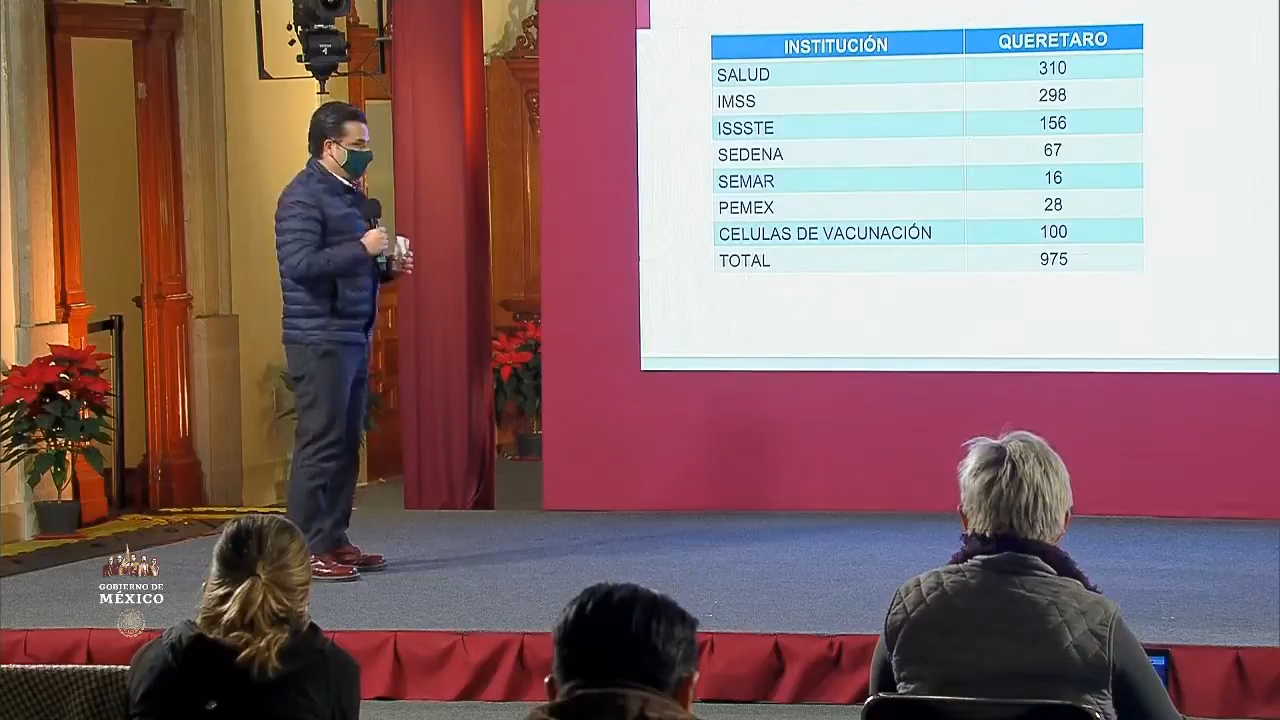 INSTITUCIÓN QUERETARO
SALUD 310
IMSS 298
ISSSTE 156
SEDENA 67
SEMAR 16
PEMEX 28
CELULAS DE VACUNACIÓN 100
TOTAL 975
GOBIERNO DE
MÉXICO